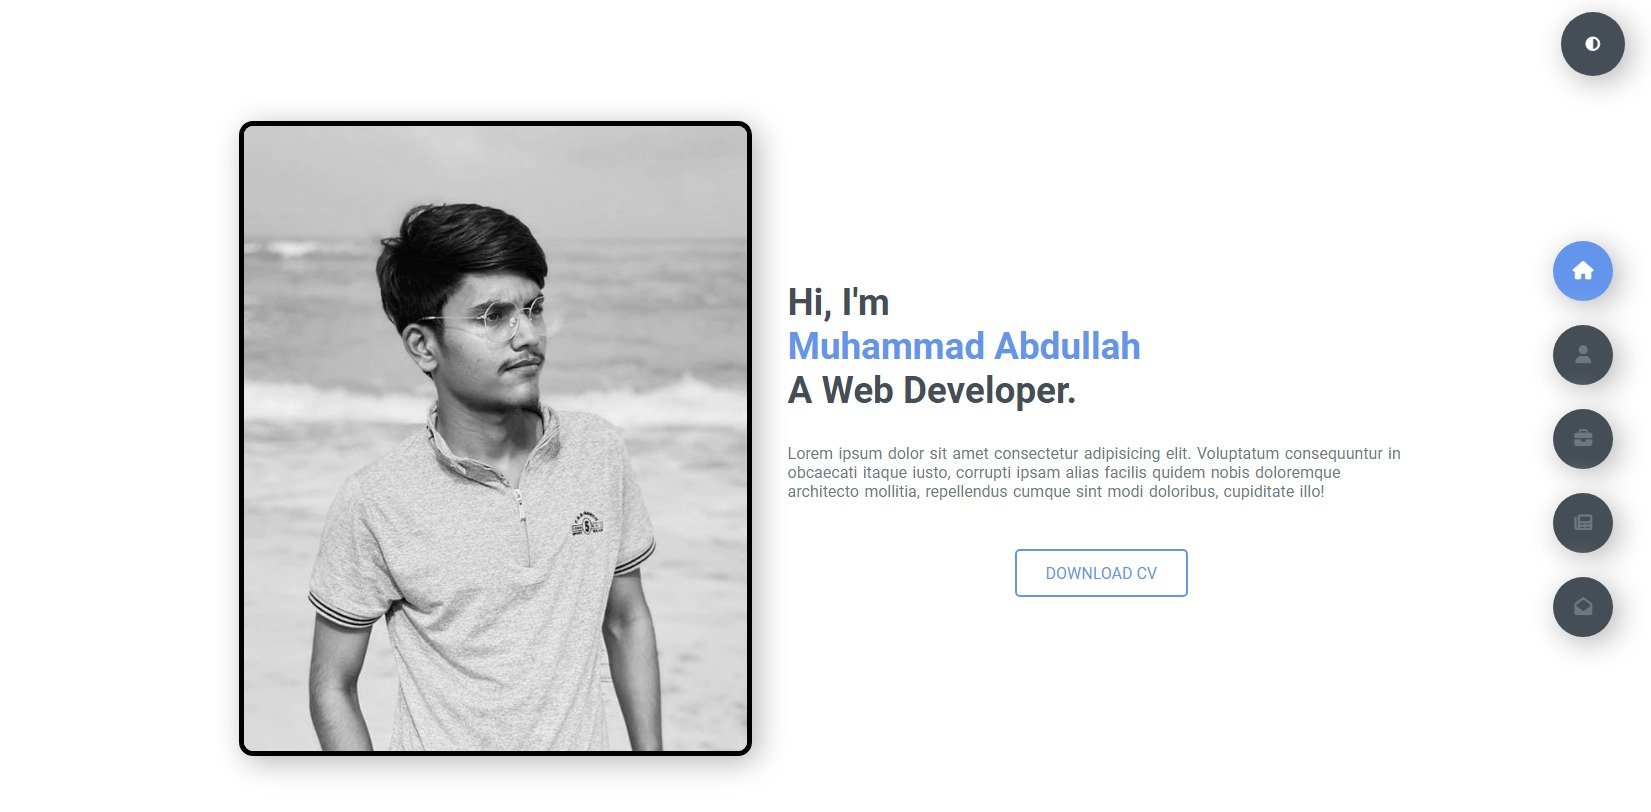 Hi, I'm
Muhammad Abdullah
A Web Developer.
Lorem ipsum dolor sit amet consectetur adipisicing elit. Voluptatum consequuntur in
obcaecati itaque iusto, corrupti ipsam alias facilis quidem nobis doloremque
architecto mollitia, repellendus cumque sint modi doloribus, cupiditate illo!
DOWNLOAD CV